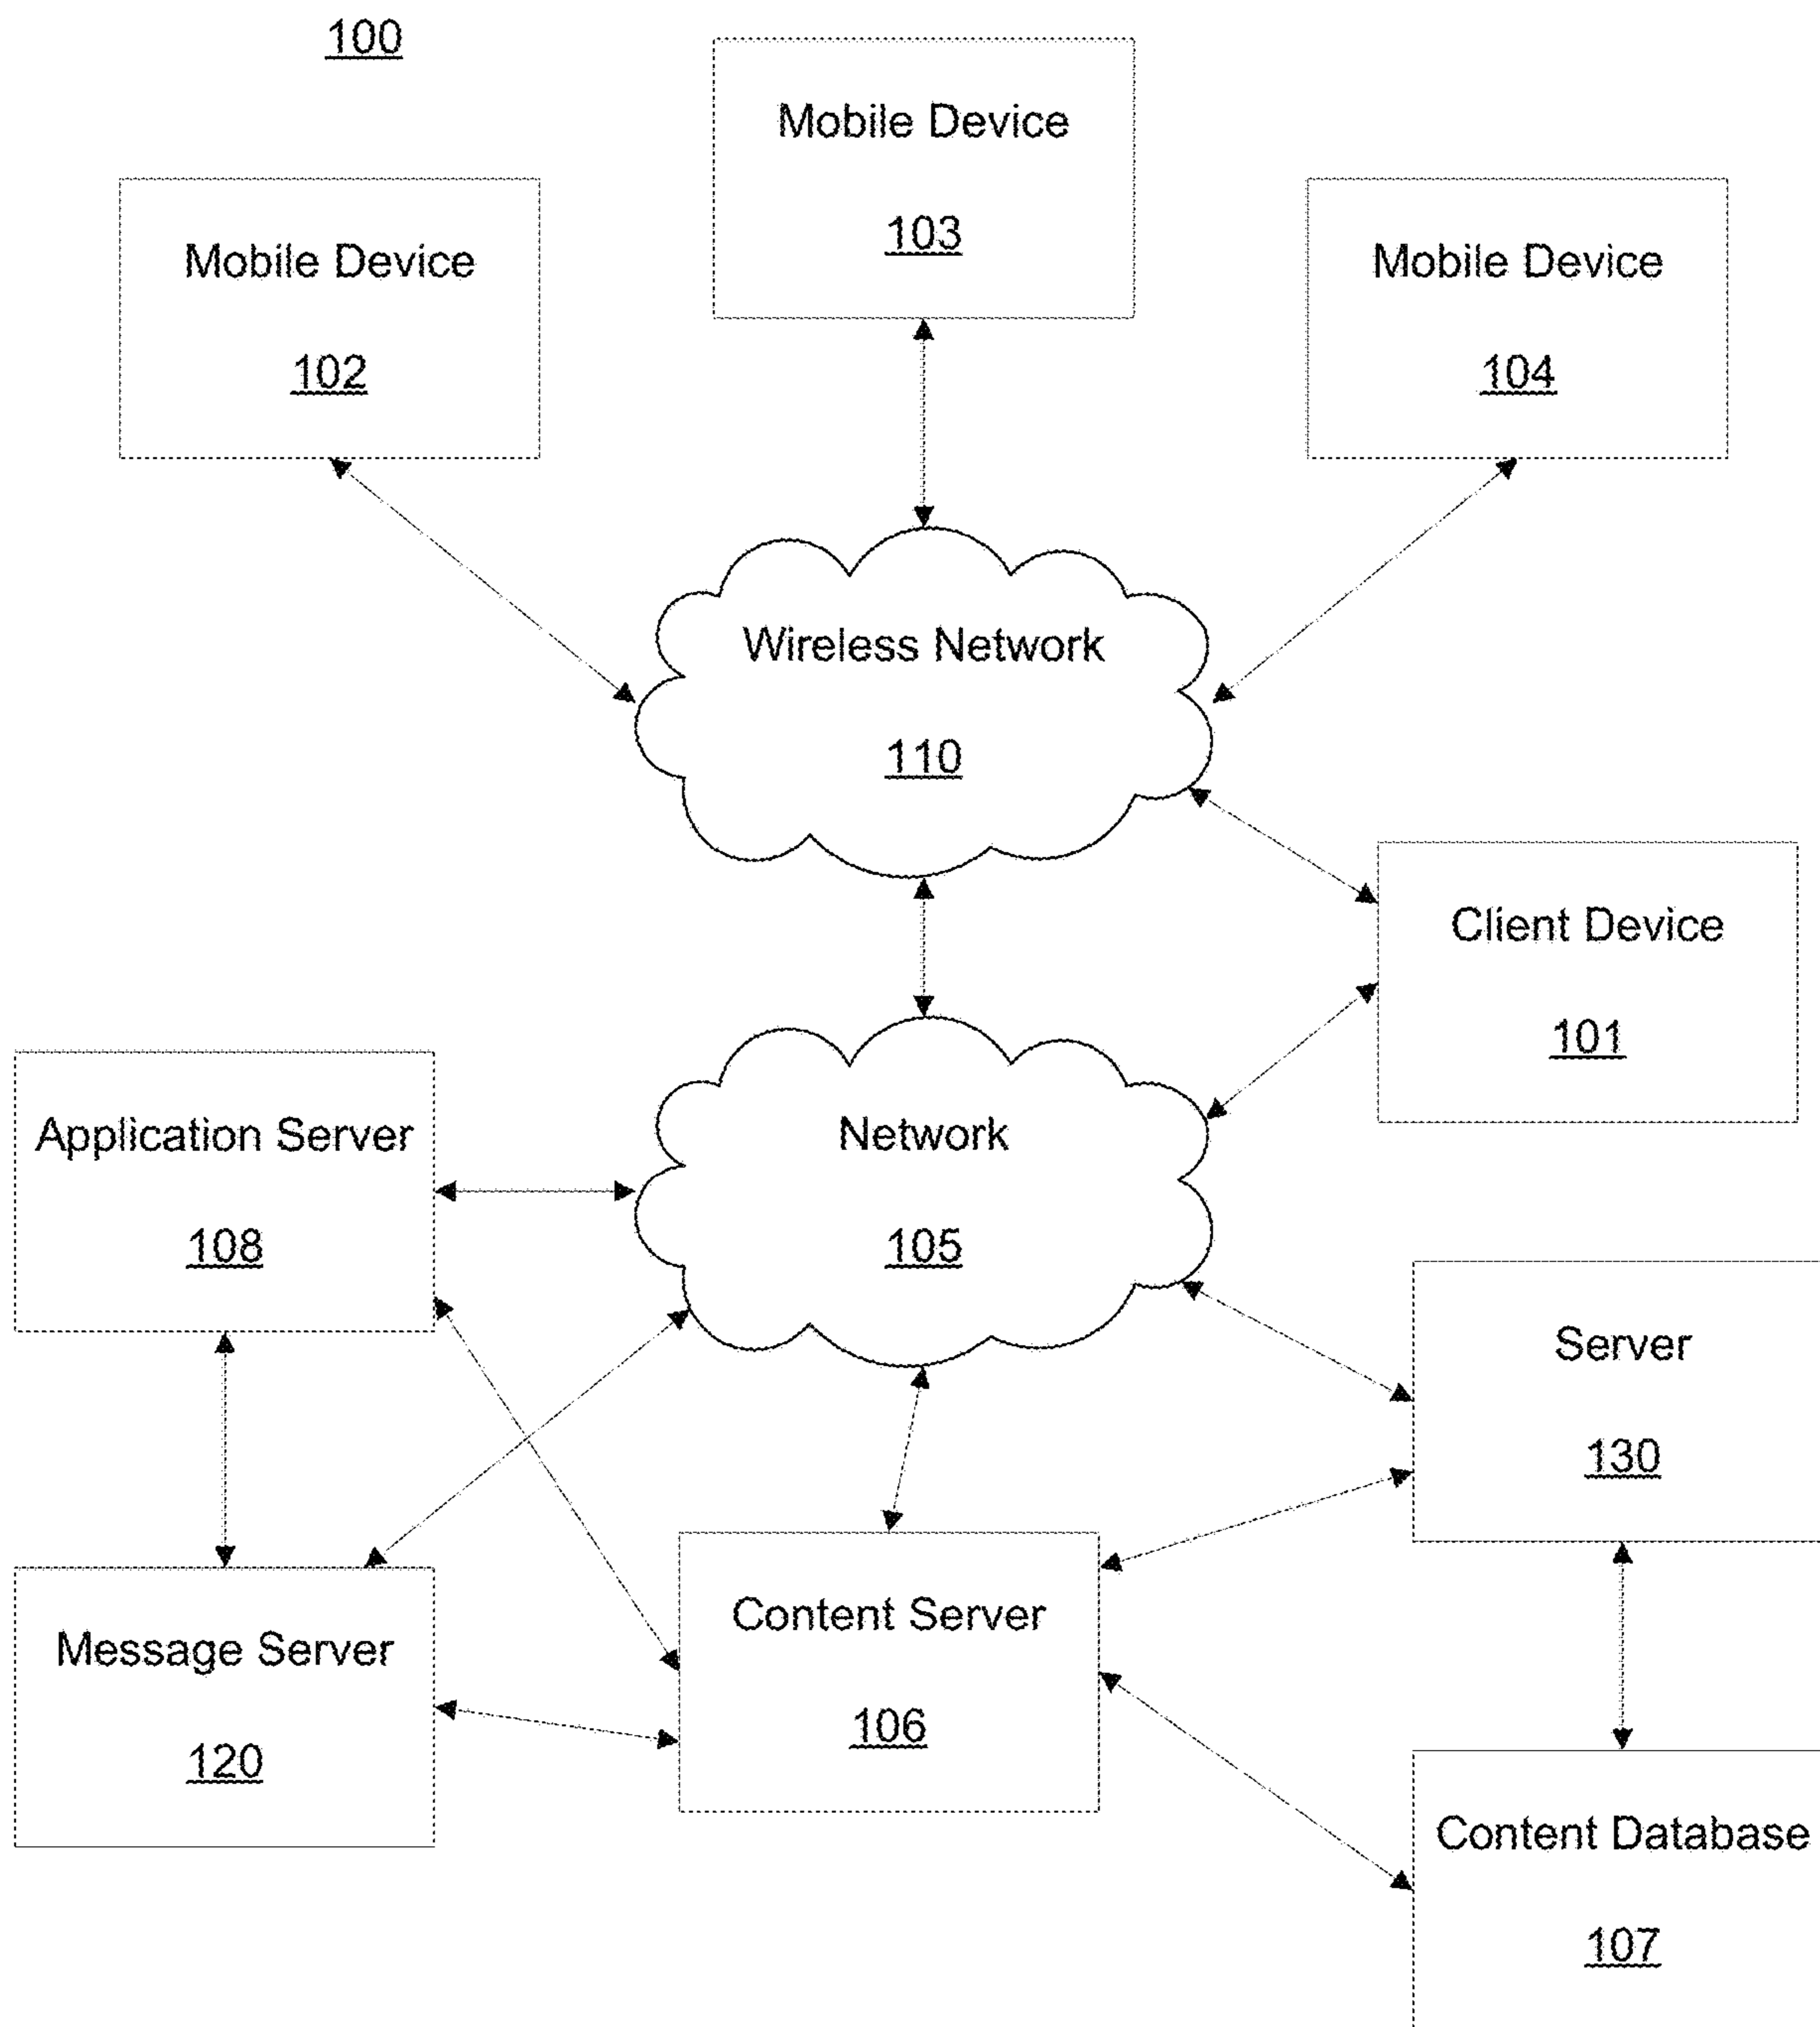 100
Mobile Device
103
Mobile Device
102
Mobile Device
104
Wireless Network
110
Client Device
101
Application Server
108
Network
105
Server
130
Message Server
120
Content Server
106
Content Database
107